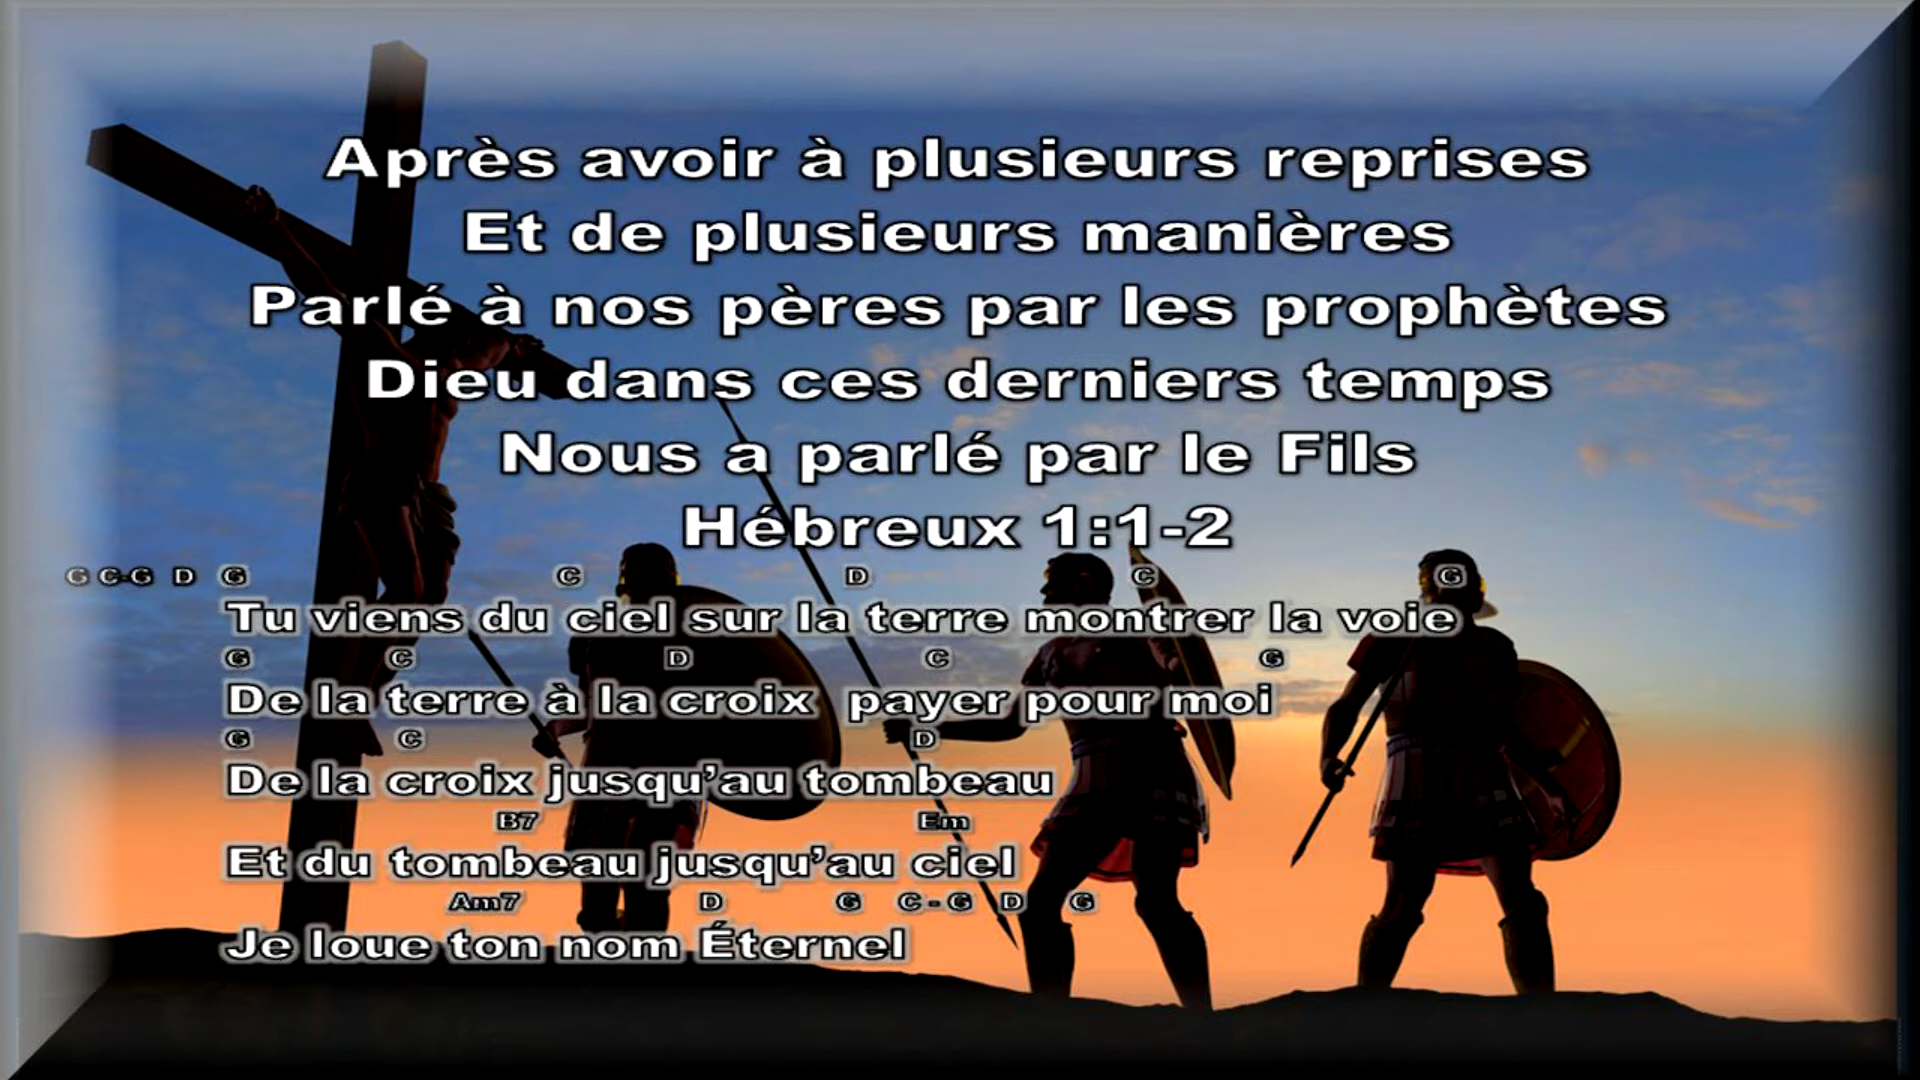 Après avoir à plusieurs reprises
Et de plusieurs manières
Parlé à nos pères par les prophètes
Dieu dans ces derniers temps
Nous a parlé par le Fils
Hébreux 1:1-2
G C-G D G C D C G
Tu viens du ciel sur la terre montrer la voie
G C D C G
De la terre à la croix payer pour moi
G C D
De la croix jusqu’au tombeau
B7 Em
Et du tombeau jusqu’au ciel
Am7 D G C - G D G
Je loue ton nom Éternel